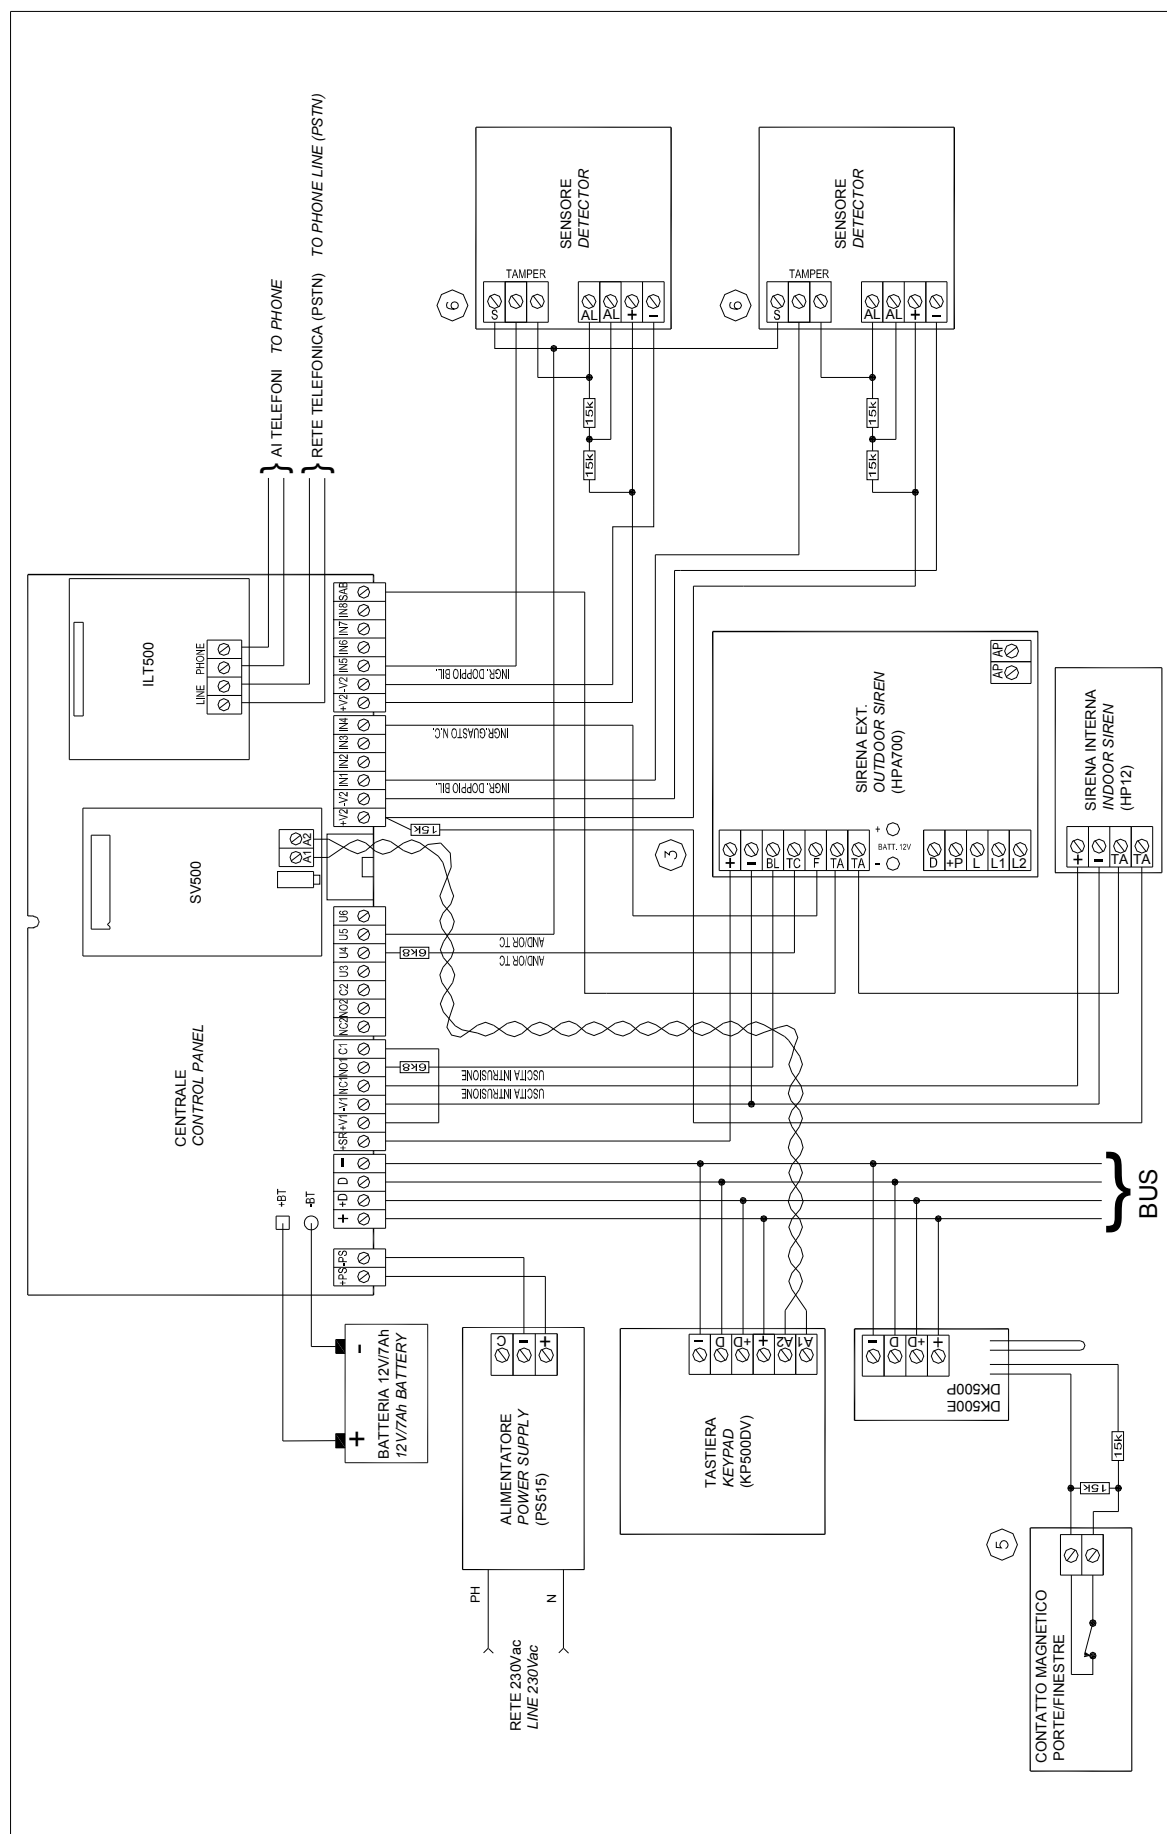 AI TELEFONI TO PHONE
RETE TELEFONICA (PSTN) TO PHONE LINE (PSTN)
ILT500
LINE PHONE
SV500
A1 A2
CENTRALE
CONTROL PANEL
+BT
-BT
+PS -PS
+ +D D -
+SR +V1 -V1 NC1 NO1 C1
NC2 NO2 C2 U3 U4 U5 U6
+V2 -V2 IN1 IN2 IN3 IN4
+V2 -V2 IN5 IN6 IN7 IN8 SAB
INGR. DOPPIO BIL.
INGR.GUASTO N.C.
INGR. DOPPIO BIL.
15k
6k8
AND/OR TC
AND/OR TC
6k8
USCITA INTRUSIONE
USCITA INTRUSIONE
BATTERIA 12V/7Ah
12V/7Ah BATTERY
+ -
ALIMENTATORE
POWER SUPPLY
(PS515)
+ - C
PH
N
RETE 230Vac
LINE 230Vac
6
SENSORE
DETECTOR
TAMPER
S
AL AL + -
15k
15k
6
SENSORE
DETECTOR
TAMPER
S
AL AL + -
15k
15k
3
SIRENA EXT.
OUTDOOR SIREN
(HPA700)
+ - BL TC F TA TA
- BATT. 12V +
D +P L L1 L2
AP AP
SIRENA INTERNA
INDOOR SIREN
(HP12)
+ - TA TA
BUS
TASTIERA
KEYPAD
(KP500DV)
- D +D + A2 A1
DK500E
DK500P
- D +D +
15k
15k
5
CONTATTO MAGNETICO
PORTE/FINESTRE